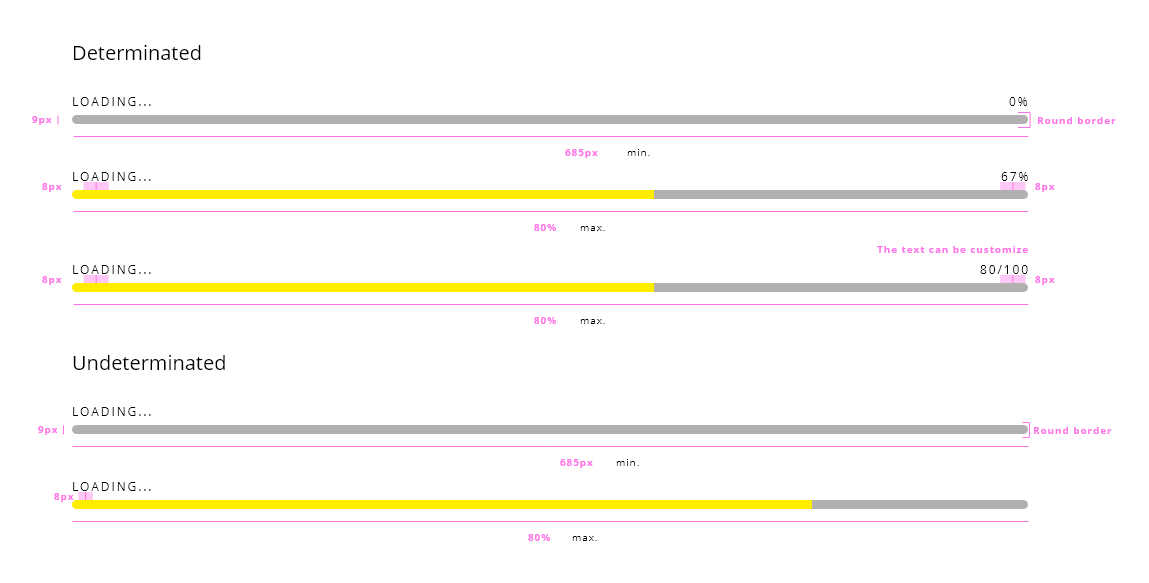 Determinated
LOADING... 0%
9px Round border
685px min.
LOADING... 67%
8px 8px
80% max.
The text can be customize
LOADING... 80/100
8px 8px
80% max.
Undeterminated
LOADING...
9px Round border
685px min.
LOADING...
8px
80% max.